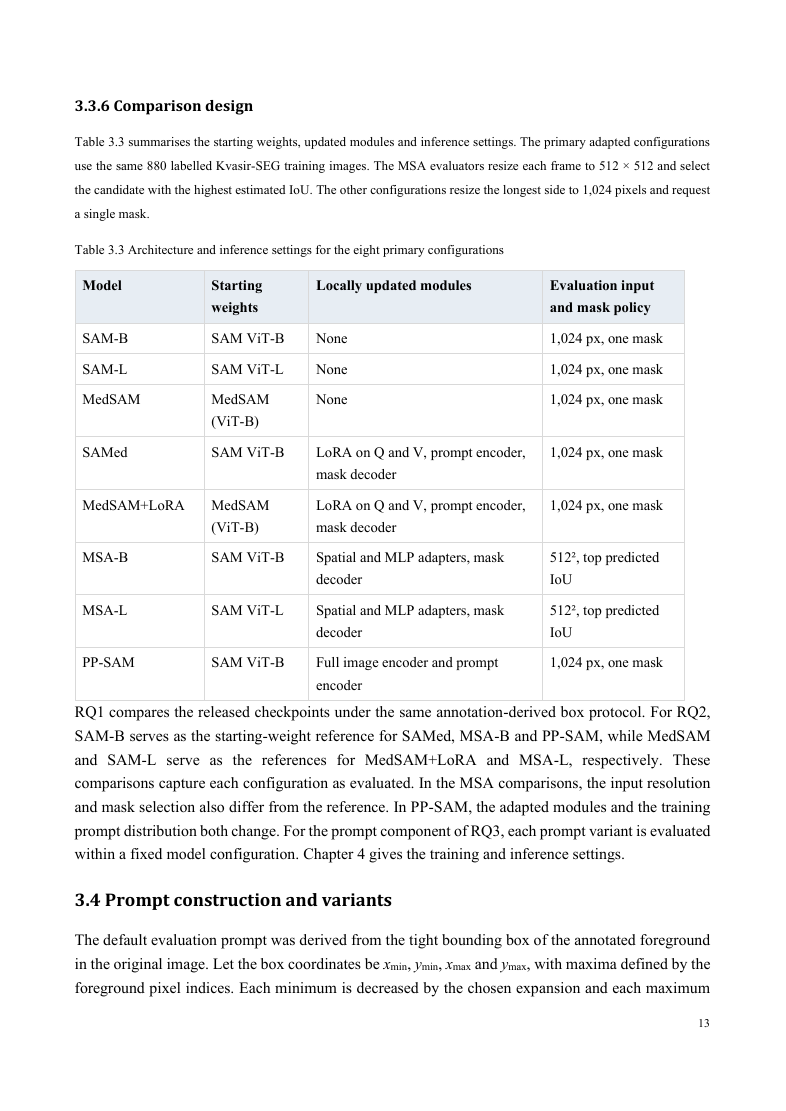 3.3.6 Comparison design
Table 3.3 summarises the starting weights, updated modules and inference settings. The primary adapted configurations
use the same 880 labelled Kvasir-SEG training images. The MSA evaluators resize each frame to 512 × 512 and select
the candidate with the highest estimated IoU. The other configurations resize the longest side to 1,024 pixels and request
a single mask.
Table 3.3 Architecture and inference settings for the eight primary configurations
Model Starting weights Locally updated modules Evaluation input and mask policy
SAM-B SAM ViT-B None 1,024 px, one mask
SAM-L SAM ViT-L None 1,024 px, one mask
MedSAM MedSAM (ViT-B) None 1,024 px, one mask
SAMed SAM ViT-B LoRA on Q and V, prompt encoder, mask decoder 1,024 px, one mask
MedSAM+LoRA MedSAM (ViT-B) LoRA on Q and V, prompt encoder, mask decoder 1,024 px, one mask
MSA-B SAM ViT-B Spatial and MLP adapters, mask decoder 512², top predicted IoU
MSA-L SAM ViT-L Spatial and MLP adapters, mask decoder 512², top predicted IoU
PP-SAM SAM ViT-B Full image encoder and prompt encoder 1,024 px, one mask
RQ1 compares the released checkpoints under the same annotation-derived box protocol. For RQ2,
SAM-B serves as the starting-weight reference for SAMed, MSA-B and PP-SAM, while MedSAM
and SAM-L serve as the references for MedSAM+LoRA and MSA-L, respectively. These
comparisons capture each configuration as evaluated. In the MSA comparisons, the input resolution
and mask selection also differ from the reference. In PP-SAM, the adapted modules and the training
prompt distribution both change. For the prompt component of RQ3, each prompt variant is evaluated
within a fixed model configuration. Chapter 4 gives the training and inference settings.
3.4 Prompt construction and variants
The default evaluation prompt was derived from the tight bounding box of the annotated foreground
in the original image. Let the box coordinates be xmin, ymin, xmax and ymax, with maxima defined by the
foreground pixel indices. Each minimum is decreased by the chosen expansion and each maximum
13